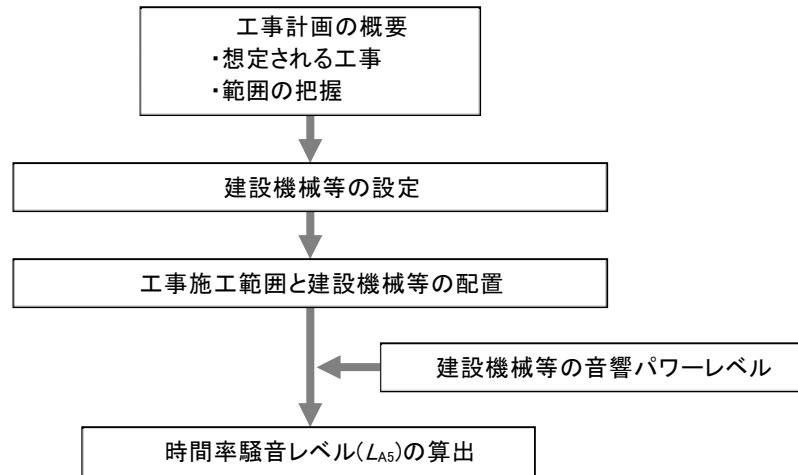 工事計画の概要
・想定される工事
・範囲の把握
建設機械等の設定
工事施工範囲と建設機械等の配置
建設機械等の音響パワーレベル
時間率騒音レベル(LA5)の算出